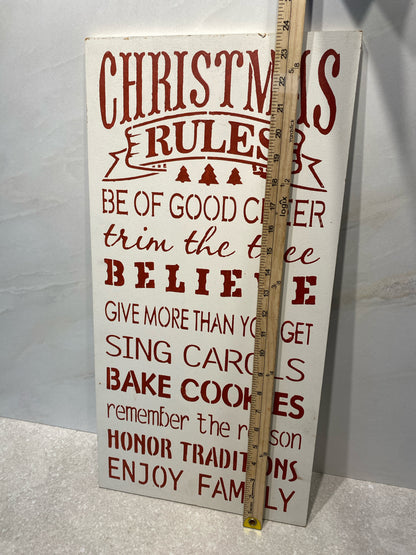 CHRISTMAS
RULES
BE OF GOOD CHEER
trim the tree
BELIEVE
GIVE MORE THAN YOU GET
SING CAROLS
BAKE COOKIES
remember the reason
HONOR TRADITIONS
ENJOY FAMILY